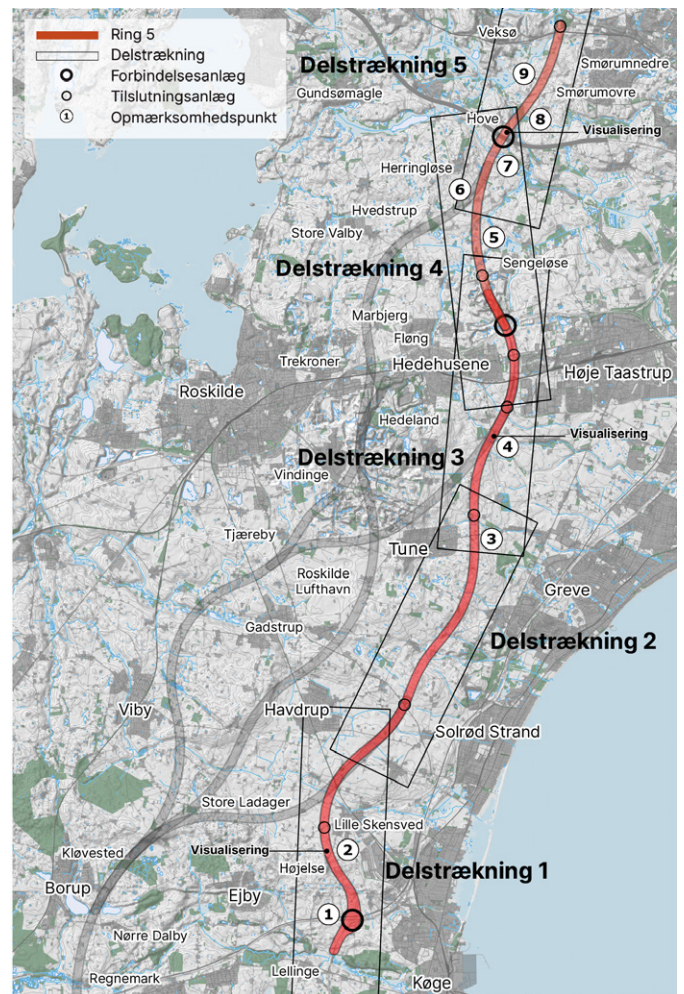 Ring 5
Delstrækning
Forbindelsesanlæg
Tilslutningsanlæg
1 Opmærksomhedspunkt
Veksø
Delstrækning 5
9
Smørumnedre
Gundsømagle
Smørumovre
Hove
8
Visualisering
7
Herringløse
6
Hvedstrup
Store Valby
5
Delstrækning 4
Sengeløse
Marbjerg
Fløng
Trekroner
Hedehusene
Høje Taastrup
Roskilde
Hedeland
Visualisering
4
Delstrækning 3
Vindinge
Tjæreby
3
Tune
Roskilde
Lufthavn
Greve
Gadstrup
Delstrækning 2
Viby
Havdrup
Solrød Strand
Store Ladager
Lille Skensved
Kløvested
Visualisering
2
Højelse
Delstrækning 1
Borup
Ejby
1
Nørre Dalby
Regnemark
Lellinge
Køge